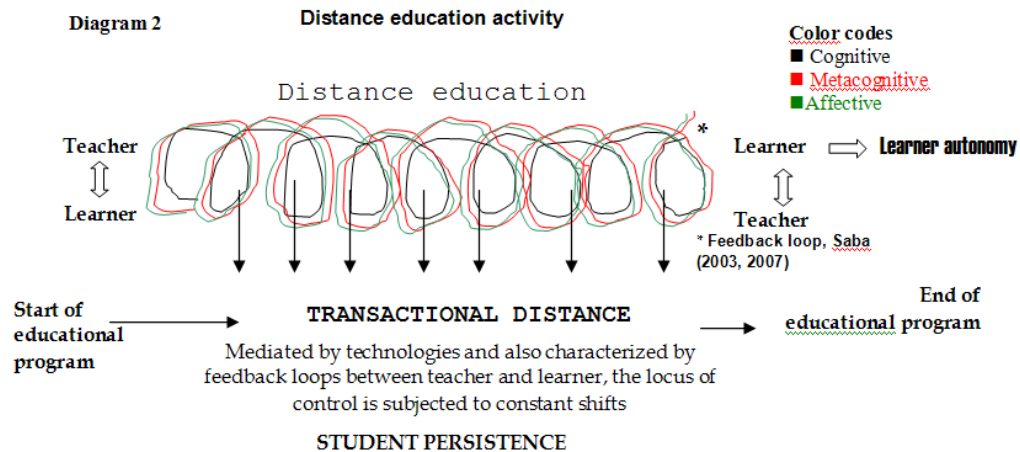 Diagram 2
Distance education activity
Color codes
Cognitive
Metacognitive
Affective
Distance education
*
Teacher
Learner
Learner
Learner autonomy
Teacher
* Feedback loop, Saba
(2003, 2007)
Start of
educational
program
TRANSACTIONAL DISTANCE
End of
educational program
Mediated by technologies and also characterized by
feedback loops between teacher and learner, the locus of
control is subjected to constant shifts
STUDENT PERSISTENCE